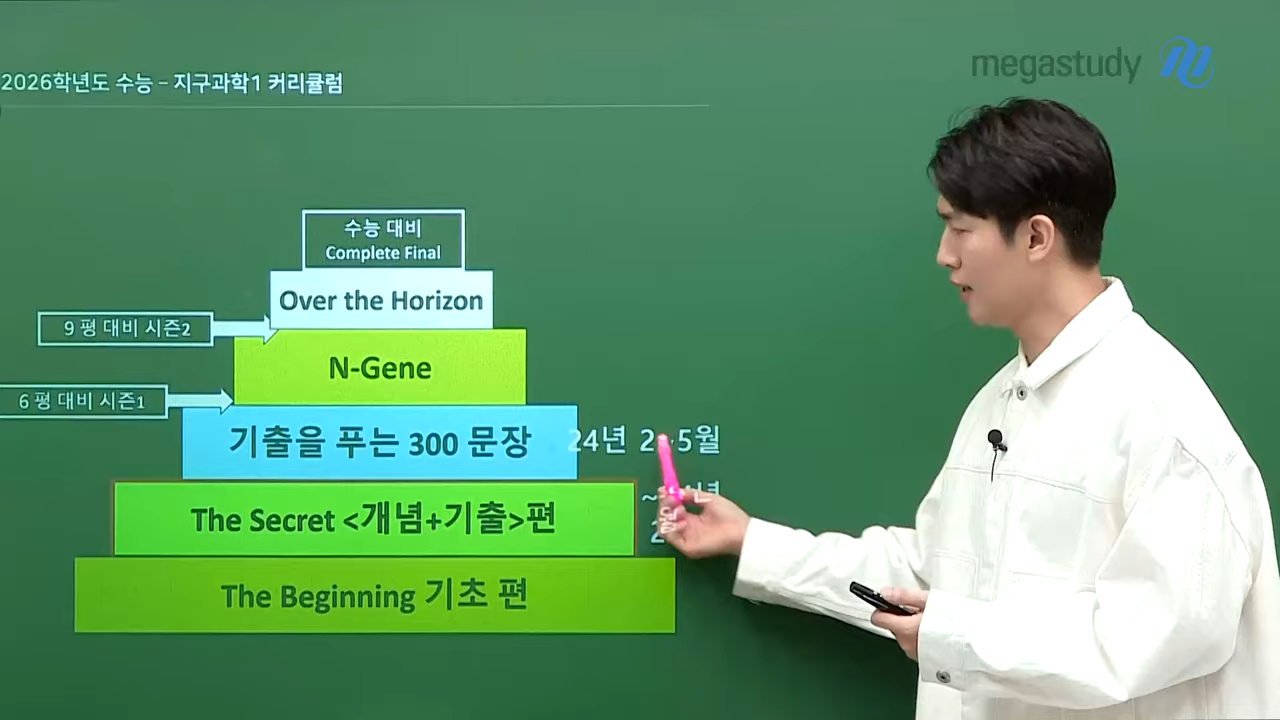 megastudy
2026학년도 수능 – 지구과학1 커리큘럼
수능 대비
Complete Final
Over the Horizon
9평 대비 시즌2
N-Gene
6평 대비 시즌1
기출을 푸는 300 문장
24년 2~5월
The Secret <개념+기출>편
The Beginning 기초 편